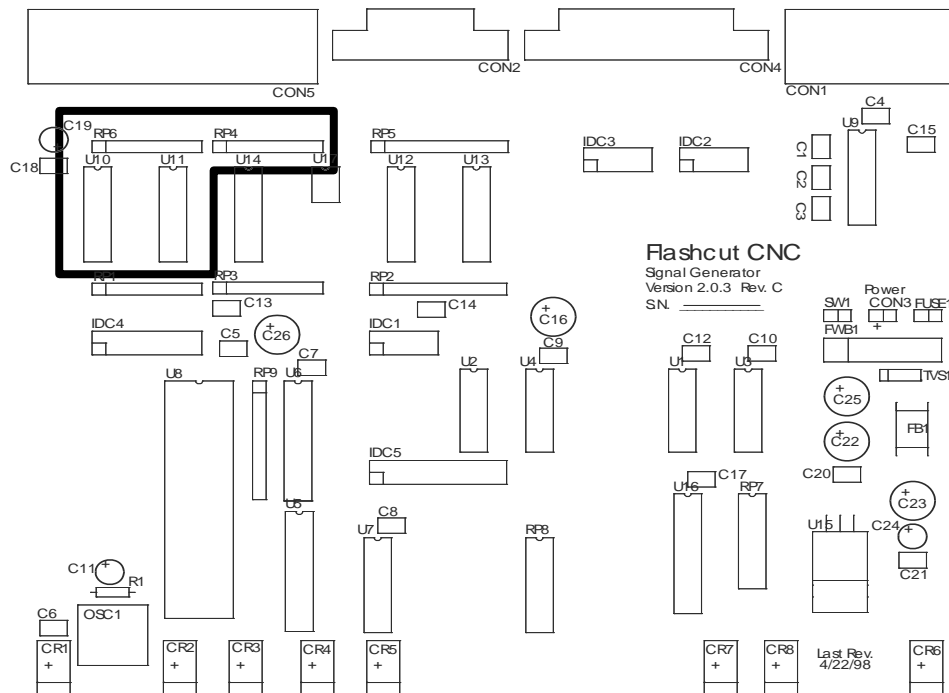 CON5
CON2
CON4
CON1
C19
C18
RP6
RP4
RP5
U10
U11
U14
U17
U12
U13
IDC3
IDC2
C4
U9
C15
C1
C2
C3
Flashcut CNC
Signal Generator
Version 2.0.3 Rev. C
S.N.
RP1
RP3
RP2
C13
C14
IDC4
C5
C26
IDC1
C16
C9
C12
C10
SW1
Power
CON3
FUSE1
+
FWB1
TVS1
C7
U8
RP9
U6
U2
U4
U1
U3
+
C25
+
C22
FB1
C20
IDC5
C17
U16
RP7
+
C23
C24
C21
U15
U5
U7
C8
RP8
C11
+
R1
OSC1
C6
CR1
+
CR2
+
CR3
+
CR4
+
CR5
+
CR7
+
CR8
+
Last Rev.
4/22/98
CR6
+